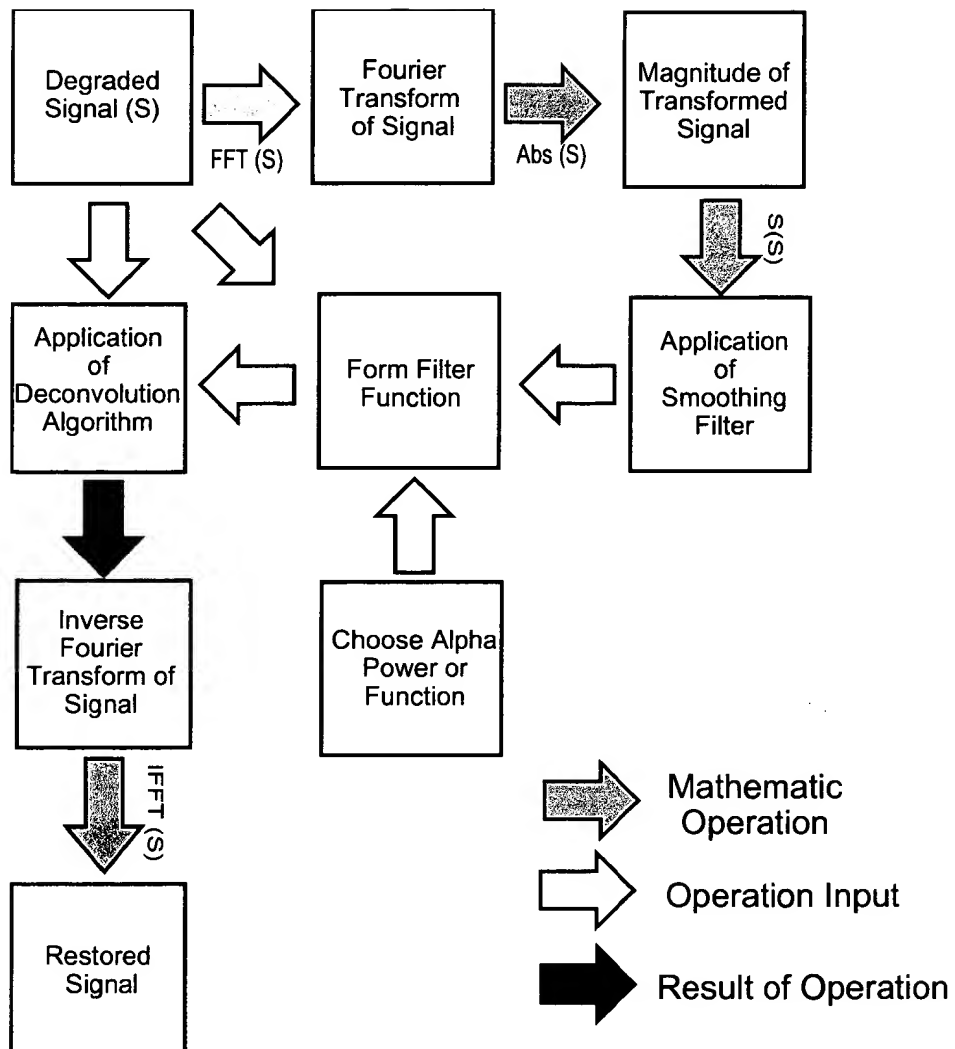 Degraded
Signal (S)
FFT (S)
Fourier
Transform
of Signal
Abs (S)
Magnitude of
Transformed
Signal
S(S)
Application
of
Deconvolution
Algorithm
Form Filter
Function
Application
of
Smoothing
Filter
Inverse
Fourier
Transform of
Signal
Choose Alpha
Power or
Function
IFFT (S)
Restored
Signal
Mathematic
Operation
Operation Input
Result of Operation